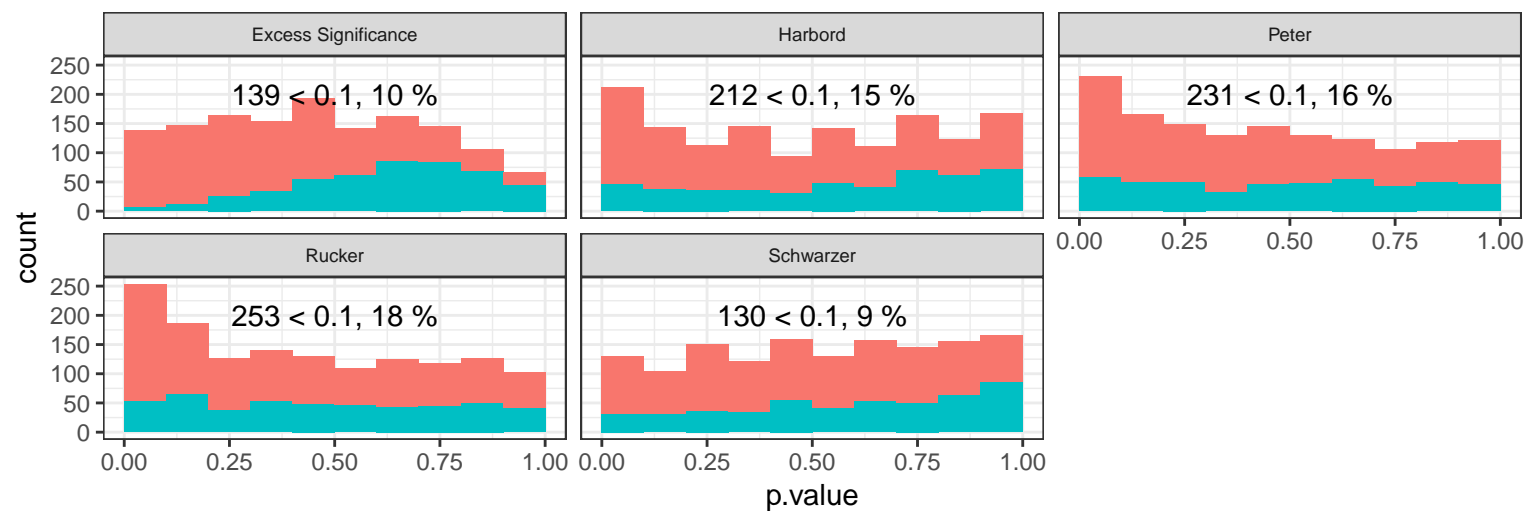 Excess Significance
Harbord
Peter
250
200
150
100
50
0
139 < 0.1, 10 %
212 < 0.1, 15 %
231 < 0.1, 16 %
0.00 0.25 0.50 0.75 1.00
count
Rucker
Schwarzer
250
200
150
100
50
0
253 < 0.1, 18 %
130 < 0.1, 9 %
0.00 0.25 0.50 0.75 1.00
0.00 0.25 0.50 0.75 1.00
p.value